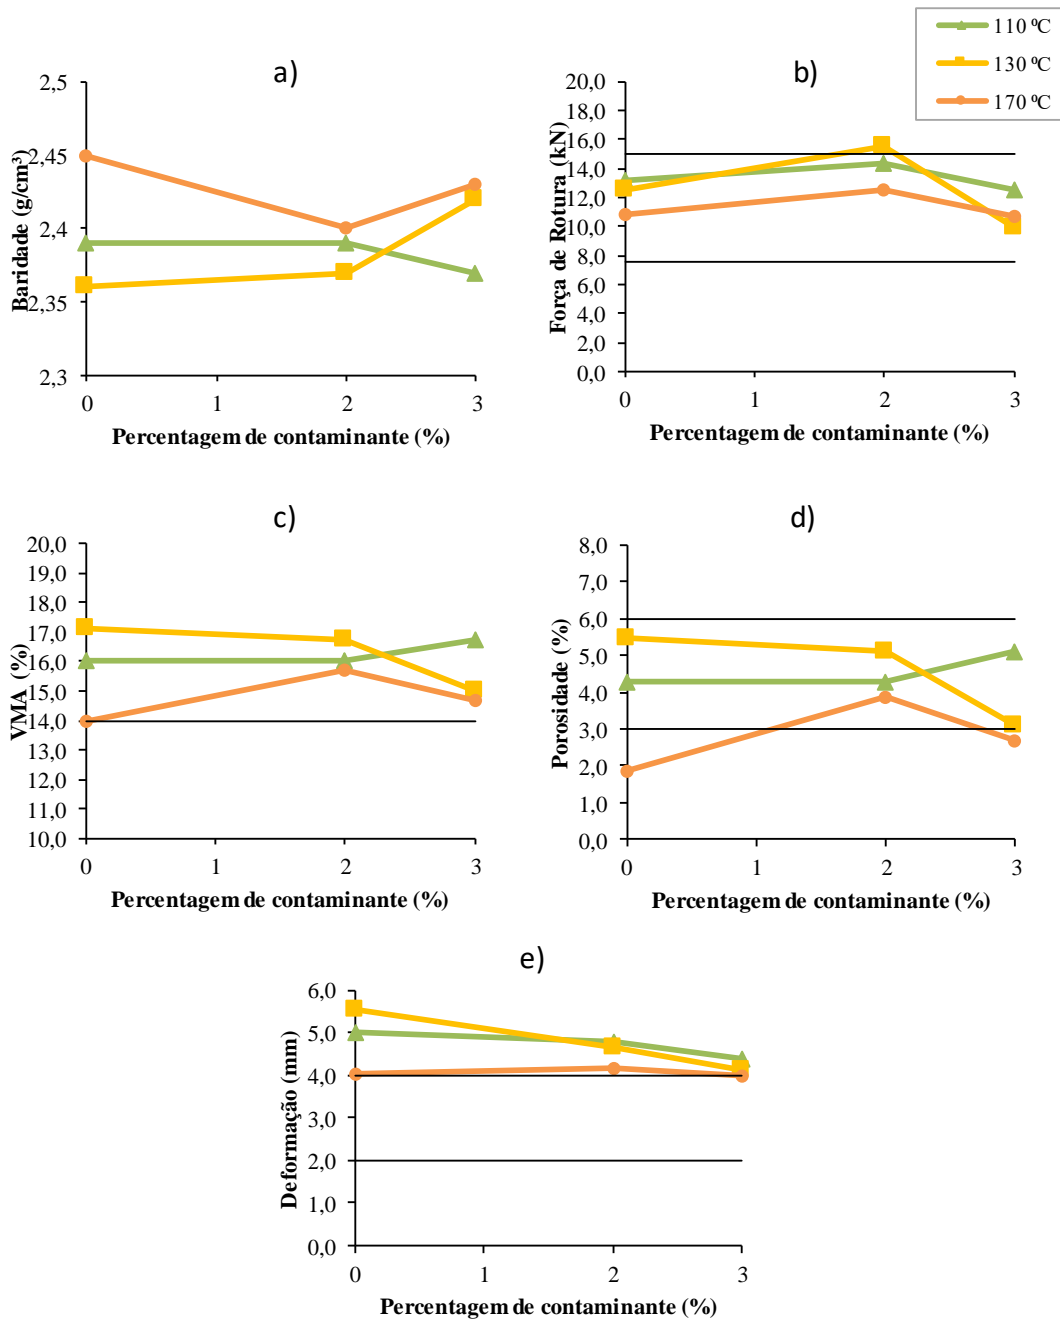 110 ºC
130 ºC
170 ºC
a)
Baridade (g/cm³)
2,5
2,45
2,4
2,35
2,3
0 1 2 3
Percentagem de contaminante (%)
b)
Força de Rotura (kN)
20,0
18,0
16,0
14,0
12,0
10,0
8,0
6,0
4,0
2,0
0,0
0 1 2 3
Percentagem de contaminante (%)
c)
VMA (%)
20,0
19,0
18,0
17,0
16,0
15,0
14,0
13,0
12,0
11,0
10,0
0 1 2 3
Percentagem de contaminante (%)
d)
Porosidade (%)
8,0
7,0
6,0
5,0
4,0
3,0
2,0
1,0
0,0
0 1 2 3
Percentagem de contaminante (%)
e)
Deformação (mm)
6,0
5,0
4,0
3,0
2,0
1,0
0,0
0 1 2 3
Percentagem de contaminante (%)